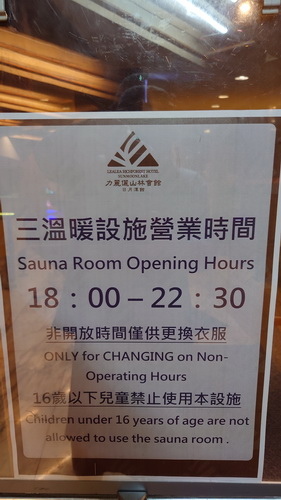 力麗儷山林會館
日月潭館
三溫暖設施營業時間
Sauna Room Opening Hours
18：00 – 22：30
非開放時間僅供更換衣服
ONLY for CHANGING on Non-
Operating Hours
16歲以下兒童禁止使用本設施
Children under 16 years of age are not
allowed to use the sauna room .